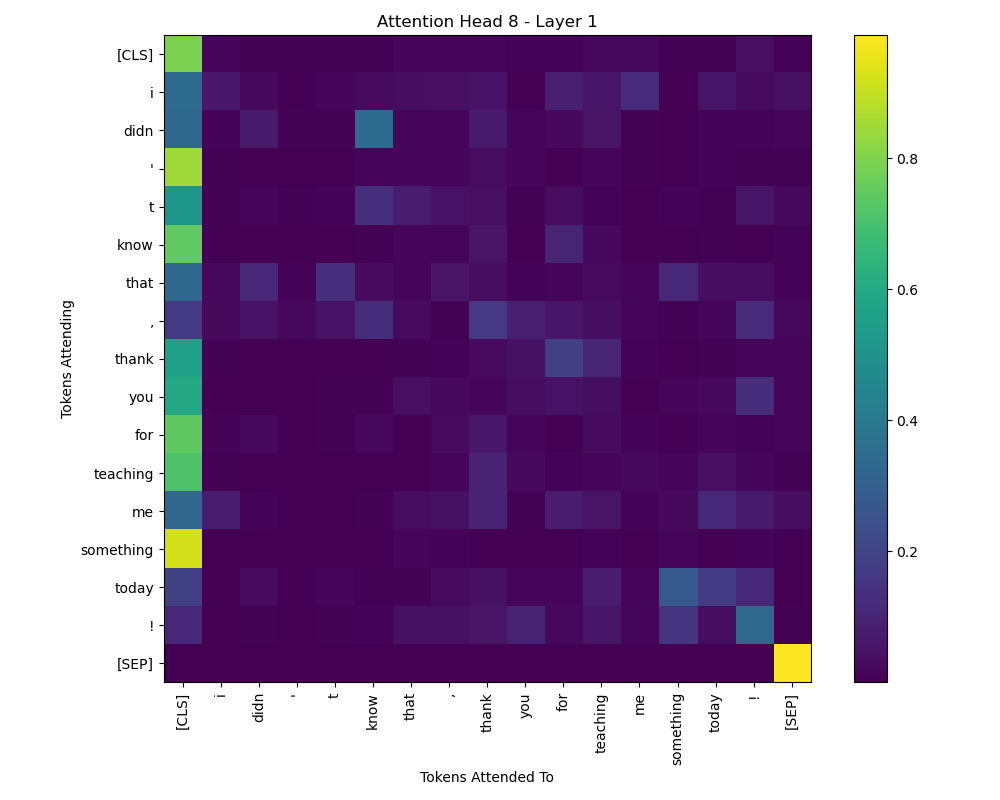 Attention Head 8 - Layer 1
[CLS]
i
didn
'
t
know
that
,
thank
you
for
teaching
me
something
today
!
[SEP]
Tokens Attending
[CLS]
i
didn
'
t
know
that
,
thank
you
for
teaching
me
something
today
!
[SEP]
Tokens Attended To
0.8
0.6
0.4
0.2